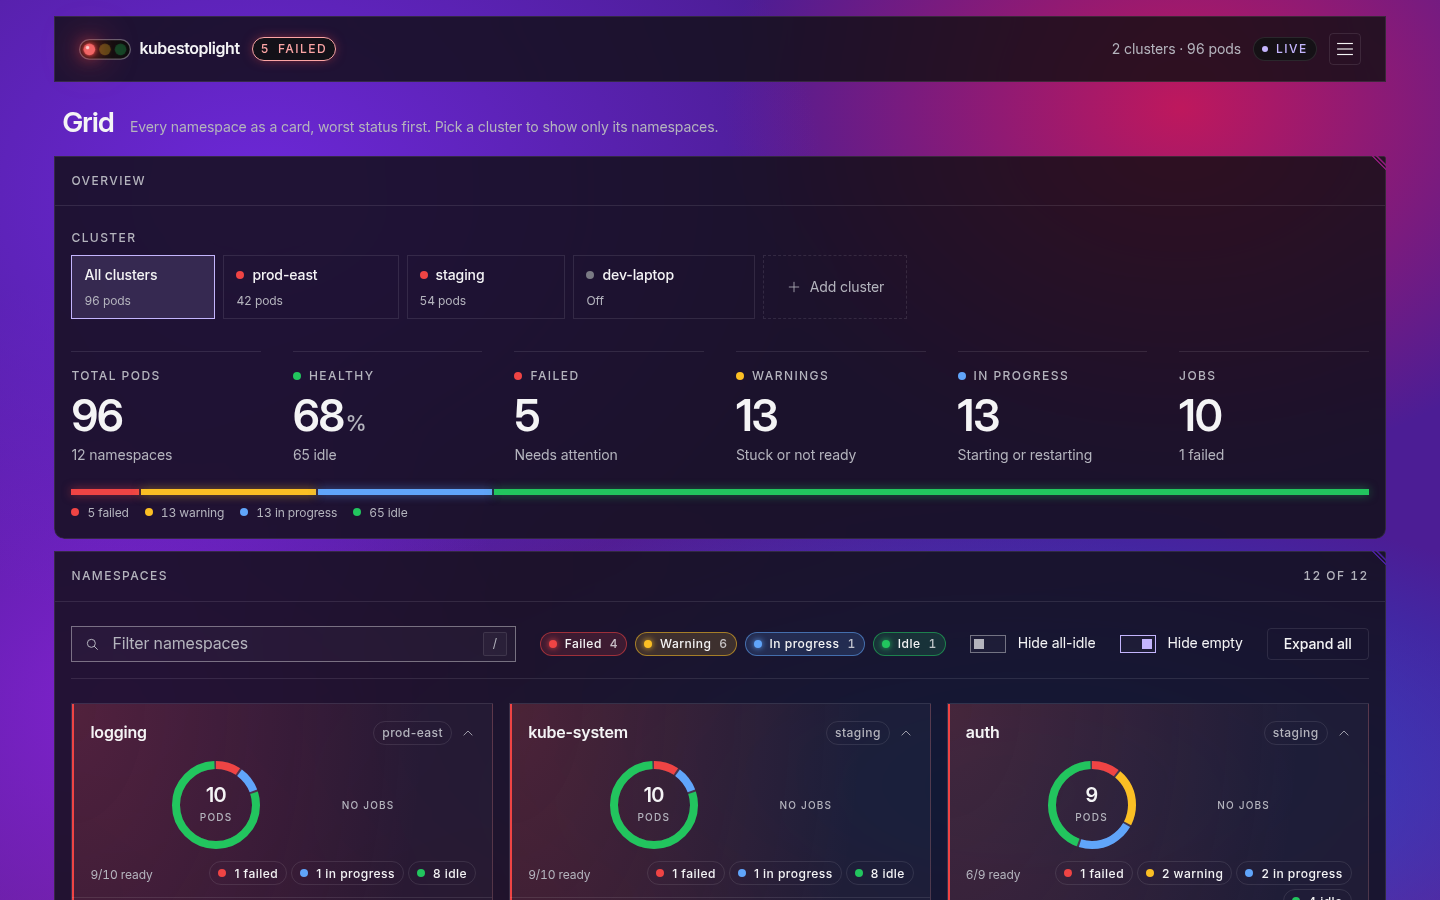 kubestoplight
5 FAILED
2 clusters · 96 pods
LIVE
Grid
Every namespace as a card, worst status first. Pick a cluster to show only its namespaces.
OVERVIEW
CLUSTER
All clusters
96 pods
prod-east
42 pods
staging
54 pods
dev-laptop
Off
Add cluster
TOTAL PODS
96
12 namespaces
HEALTHY
68%
65 idle
FAILED
5
Needs attention
WARNINGS
13
Stuck or not ready
IN PROGRESS
13
Starting or restarting
JOBS
10
1 failed
5 failed
13 warning
13 in progress
65 idle
NAMESPACES
12 OF 12
Filter namespaces
/
Failed 4
Warning 6
In progress 1
Idle 1
Hide all-idle
Hide empty
Expand all
logging
prod-east
10
PODS
NO JOBS
9/10 ready
1 failed
1 in progress
8 idle
kube-system
staging
10
PODS
NO JOBS
9/10 ready
1 failed
1 in progress
8 idle
auth
staging
9
PODS
NO JOBS
6/9 ready
1 failed
2 warning
2 in progress
4 idle